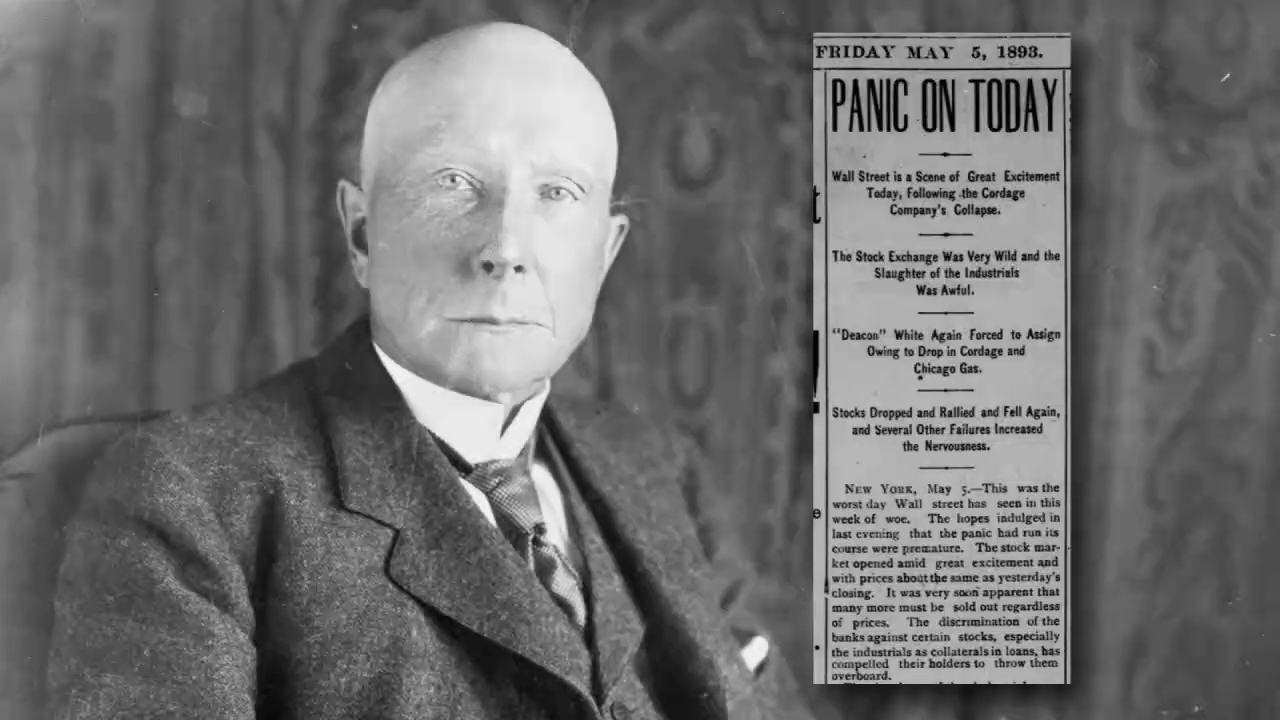 FRIDAY MAY 5, 1893.
PANIC ON TODAY
Wall Street is a Scene of Great Excitement
Today, Following the Cordage
Company's Collapse.
The Stock Exchange Was Very Wild and the
Slaughter of the Industrials
Was Awful.
"Deacon" White Again Forced to Assign
Owing to Drop in Cordage and
Chicago Gas.
Stocks Dropped and Rallied and Fell Again,
and Several Other Failures Increased
the Nervousness.
NEW YORK, May 5.—This was the
worst day Wall street has seen in this
week of woe. The hopes indulged in
last evening that the panic had run its
course were premature. The stock mar-
ket opened amid great excitement and
with prices about the same as yesterday's
closing. It was very soon apparent that
many more must be sold out regardless
of prices. The discrimination of the
banks against certain stocks, especially
the industrials as collaterals in loans, has
compelled their holders to throw them
overboard.